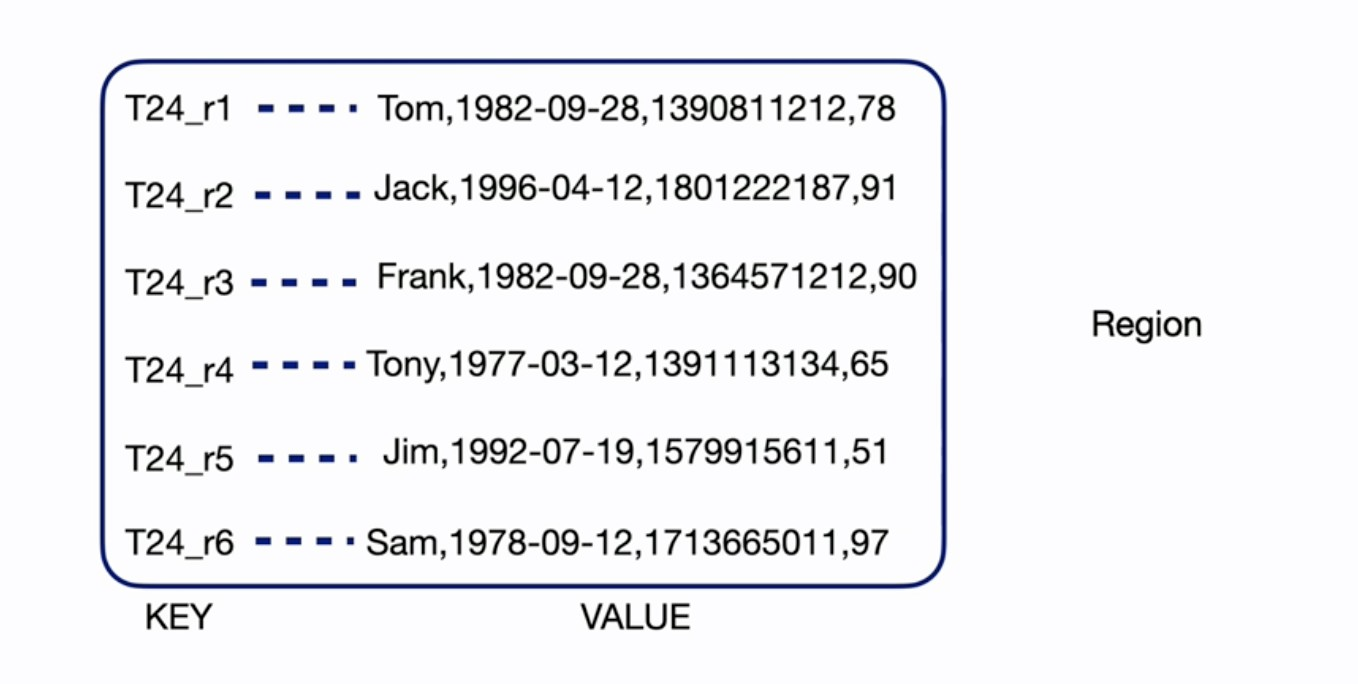 T24_r1 Tom,1982-09-28,1390811212,78
T24_r2 Jack,1996-04-12,1801222187,91
T24_r3 Frank,1982-09-28,1364571212,90
Region
T24_r4 Tony,1977-03-12,1391113134,65
T24_r5 Jim,1992-07-19,1579915611,51
T24_r6 Sam,1978-09-12,1713665011,97
KEY VALUE